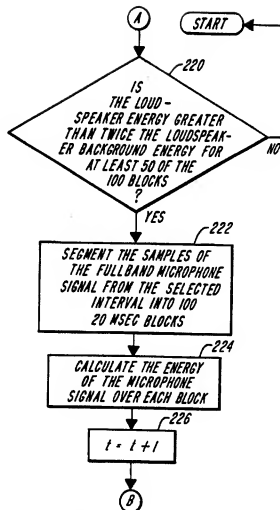 A
START
220
IS
THE LOUD-
SPEAKER ENERGY GREATER
THAN TWICE THE LOUDSPEAK-
ER BACKGROUND ENERGY FOR
AT LEAST 50 OF THE
100 BLOCKS
?
NO
YES
222
SEGMENT THE SAMPLES OF
THE FULLBAND MICROPHONE
SIGNAL FROM THE SELECTED
INTERVAL INTO 100
20 MSEC BLOCKS
224
CALCULATE THE ENERGY
OF THE MICROPHONE
SIGNAL OVER EACH BLOCK
226
t = t+1
B